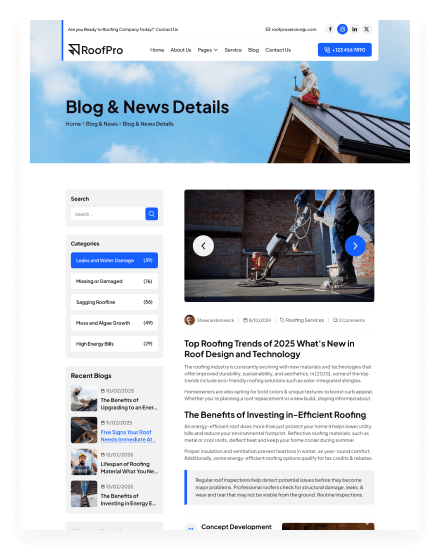 Are you Ready to Roofing Company Today? Contact Us
roofproservice@.com
RoofPro
Home
About Us
Pages
Service
Blog
Contact Us
+123 456 7890
Blog & News Details
Home > Blog & News > Blog & News Details
Search
Search...
Categories
Leaks and Water Damage (39)
Missing or Damaged (76)
Sagging Roofline (56)
Moss and Algae Growth (49)
High Energy Bills (29)
Recent Blogs
10/02/2025
The Benefits of
Upgrading to an Ener...
11/02/2025
Five Signs Your Roof
Needs Immediate At...
12/02/2025
Lifespan of Roofing
Material What You Ne...
13/02/2025
The Benefits of
Investing in Energy E...
8/10/2024
Roofing Services
2 Comments
Top Roofing Trends of 2025 What's New in
Roof Design and Technology
The roofing industry is constantly evolving with new materials and technologies that
offer improved durability, sustainability, and aesthetics. In [2025], some of the top
trends include eco-friendly roofing solutions such as solar-integrated shingles.
Homeowners are also opting for bold colors & unique textures to boost curb appeal.
Whether you're planning a roof replacement or a new build, staying informed about.
The Benefits of Investing in-Efficient Roofing
An energy-efficient roof does more than just protect your home it helps lower utility
bills and reduce your environmental footprint. Reflective roofing materials, such as
metal or cool roofs, deflect heat and keep your home cooler during summer.
Proper insulation and ventilation prevent heat loss in winter, an year-round comfort.
Additionally, some energy-efficient roofing options qualify for tax credits & rebates.
Regular roof inspections help detect potential issues before they become
major problems. Professional roofers check for structural damage, leaks, &
wear and tear that may not be visible from the ground. Routine inspections.
01
Concept Development